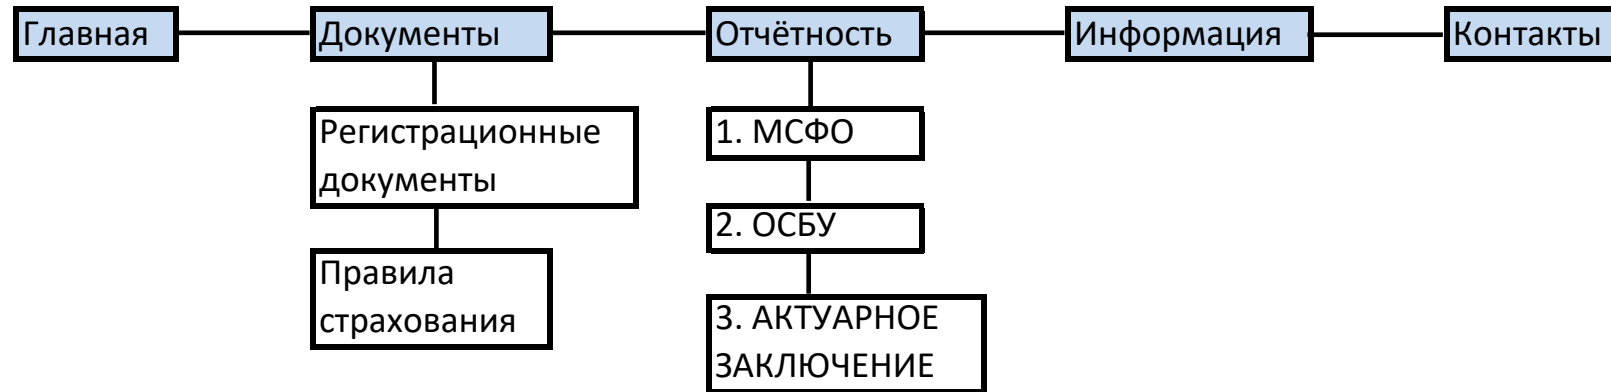 Главная
Документы
Отчётность
Информация
Контакты
Регистрационные
документы
Правила
страхования
1. МСФО
2. ОСБУ
3. АКТУАРНОЕ
ЗАКЛЮЧЕНИЕ